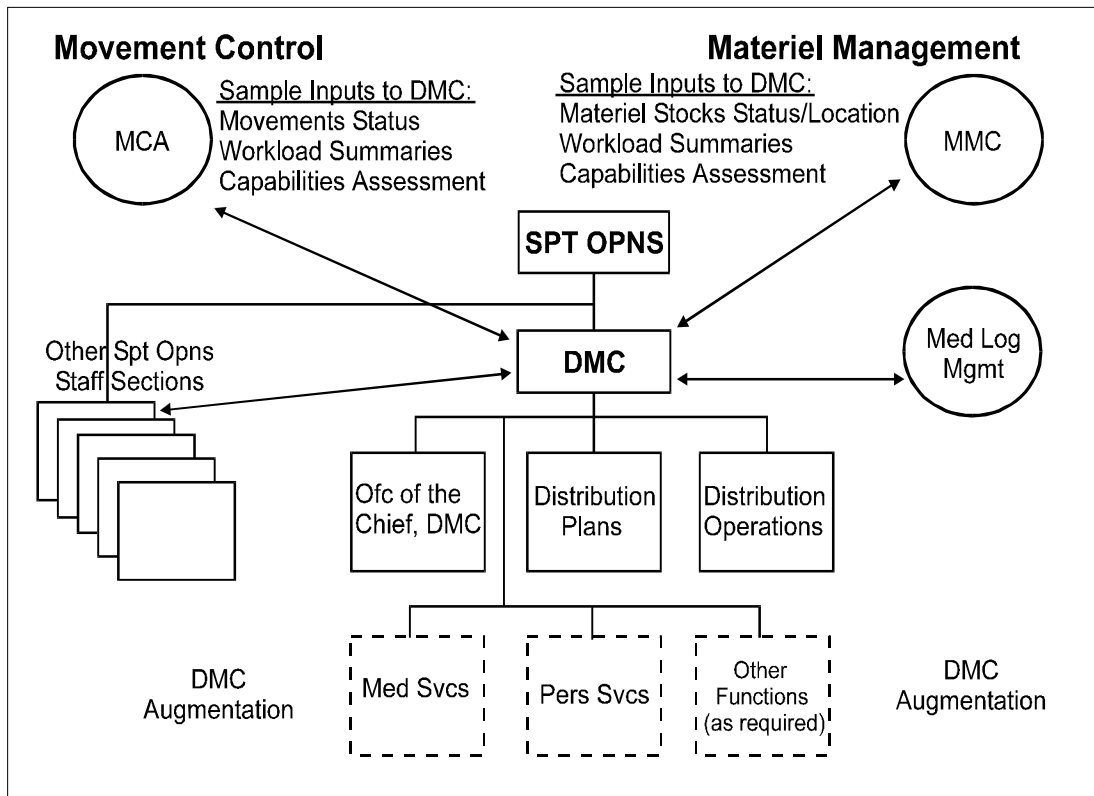 Movement Control
Materiel Management
MCA
Sample Inputs to DMC:
Movements Status
Workload Summaries
Capabilities Assessment
Sample Inputs to DMC:
Materiel Stocks Status/Location
Workload Summaries
Capabilities Assessment
MMC
SPT OPNS
Other Spt Opns
Staff Sections
DMC
Med Log
Mgmt
Ofc of the
Chief, DMC
Distribution
Plans
Distribution
Operations
DMC
Augmentation
Med Svcs
Pers Svcs
Other
Functions
(as required)
DMC
Augmentation